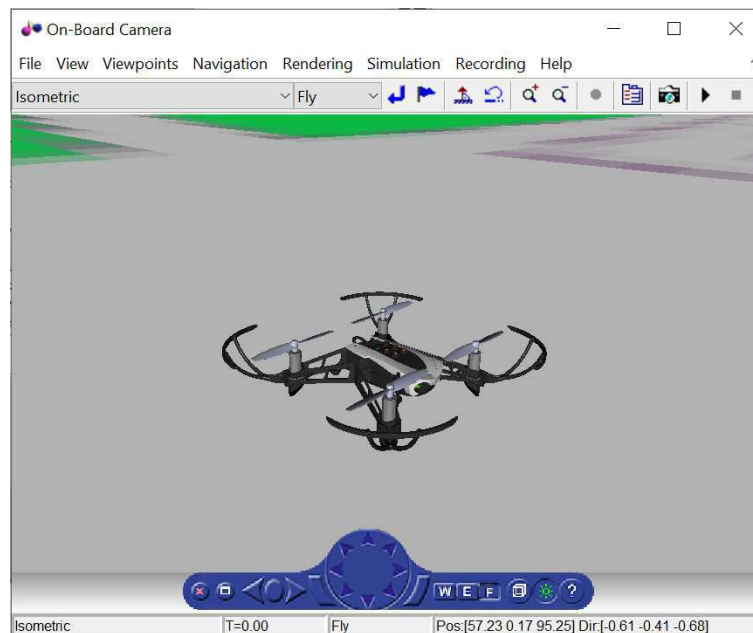 On-Board Camera
File View Viewpoints Navigation Rendering Simulation Recording Help
Isometric Fly
W E F ?
Isometric T=0.00 Fly Pos:[57.23 0.17 95.25] Dir:[-0.61 -0.41 -0.68]